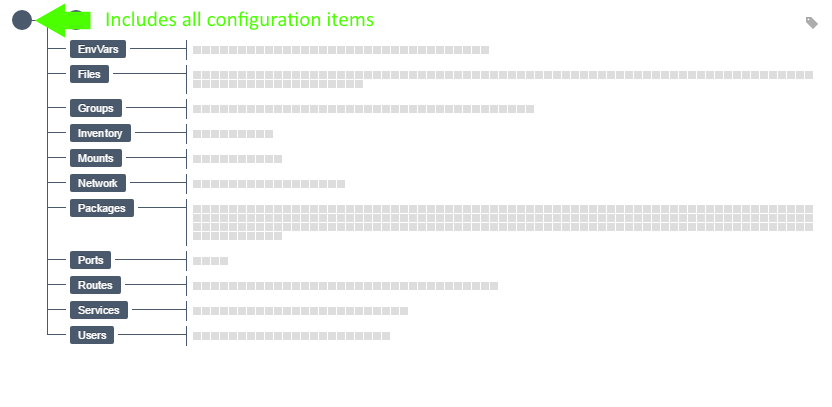 Includes all configuration items
EnvVars
Files
Groups
Inventory
Mounts
Network
Packages
Ports
Routes
Services
Users